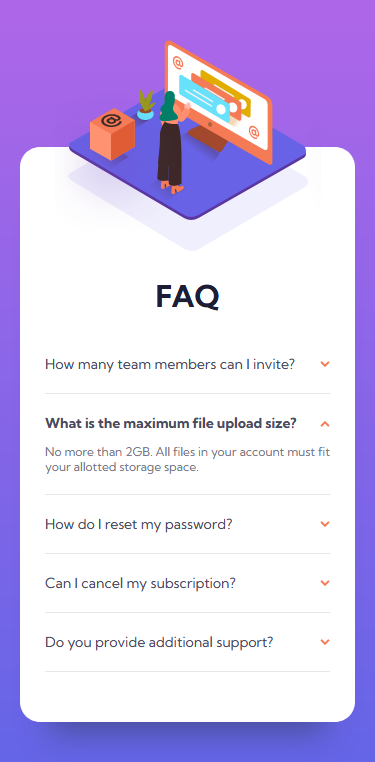 @
@
@
FAQ
How many team members can I invite?
What is the maximum file upload size?
No more than 2GB. All files in your account must fit
your allotted storage space.
How do I reset my password?
Can I cancel my subscription?
Do you provide additional support?